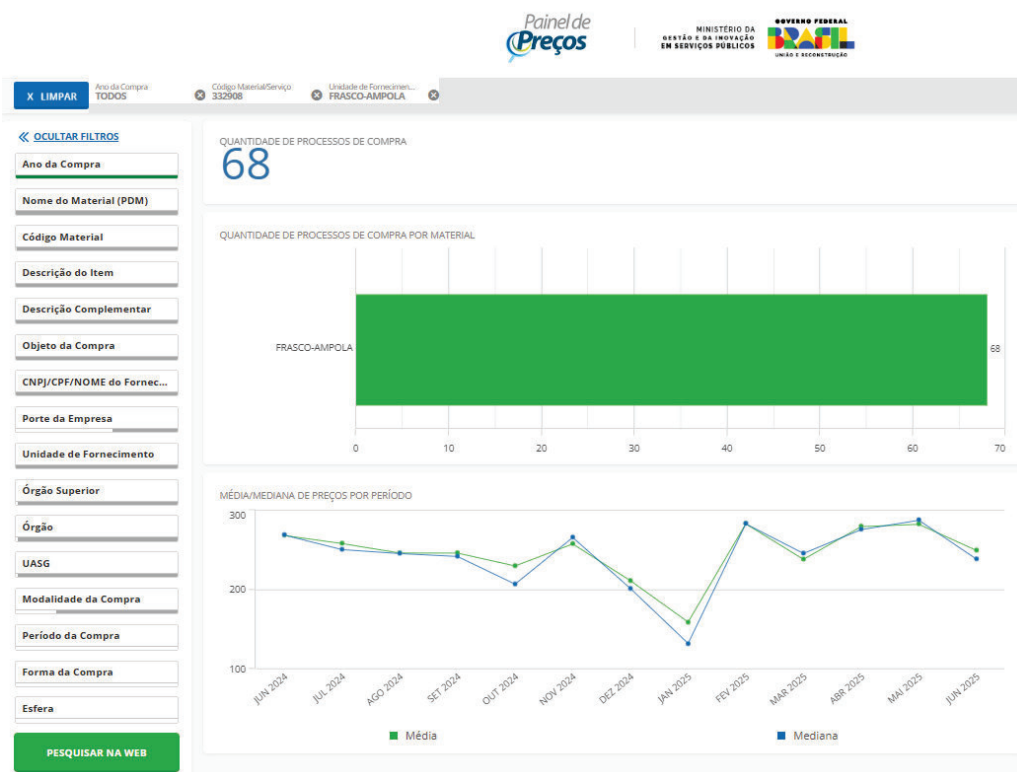 Painel de
Preços
MINISTÉRIO DA
GESTÃO E DA INOVAÇÃO
EM SERVIÇOS PÚBLICOS
GOVERNO FEDERAL
BRASIL
UNIÃO E RECONSTRUÇÃO
X LIMPAR
Ano da Compra
TODOS
Código Material/Serviço
332908
Unidade de Fornecimen...
FRASCO-AMPOLA
OCULTAR FILTROS
Ano da Compra
Nome do Material (PDM)
Código Material
Descrição do Item
Descrição Complementar
Objeto da Compra
CNPJ/CPF/NOME do Fornec...
Porte da Empresa
Unidade de Fornecimento
Órgão Superior
Órgão
UASG
Modalidade da Compra
Período da Compra
Forma da Compra
Esfera
PESQUISAR NA WEB
QUANTIDADE DE PROCESSOS DE COMPRA
68
QUANTIDADE DE PROCESSOS DE COMPRA POR MATERIAL
FRASCO-AMPOLA
68
0 10 20 30 40 50 60 70
MÉDIA/MEDIANA DE PREÇOS POR PERÍODO
300
200
100
JUN 2024 JUL 2024 AGO 2024 SET 2024 OUT 2024 NOV 2024 DEZ 2024 JAN 2025 FEV 2025 MAR 2025 ABR 2025 MAI 2025 JUN 2025
Média Mediana